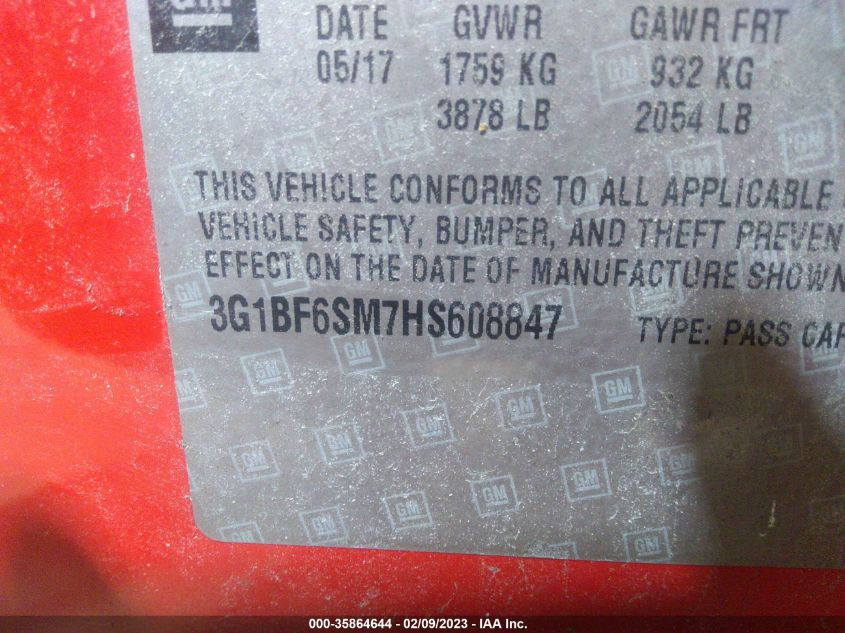 GM
DATE GVWR GAWR FRT
05/17 1759 KG 932 KG
3878 LB 2054 LB
THIS VEHICLE CONFORMS TO ALL APPLICABLE
VEHICLE SAFETY, BUMPER, AND THEFT PREVEN
EFFECT ON THE DATE OF MANUFACTURE SHOWN
3G1BF6SM7HS608847 TYPE: PASS CAR
000-35864644 - 02/09/2023 - IAA Inc.